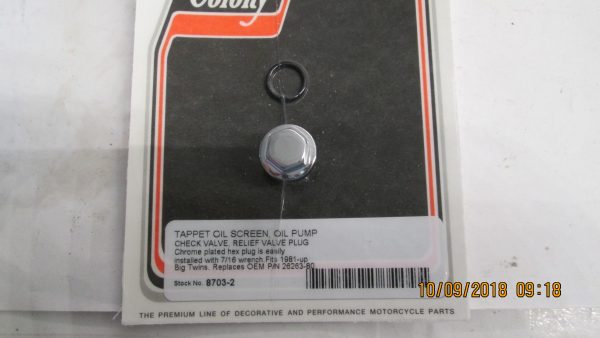 Colony
TAPPET OIL SCREEN, OIL PUMP
CHECK VALVE, RELIEF VALVE PLUG
Chrome plated hex plug is easily
installed with 7/16 wrench.Fits 1981-up
Big Twins. Replaces OEM P/N 26263-80
Stock No. 8703-2
10/09/2018 09:18
THE PREMIUM LINE OF DECORATIVE AND PERFORMANCE MOTORCYCLE PARTS